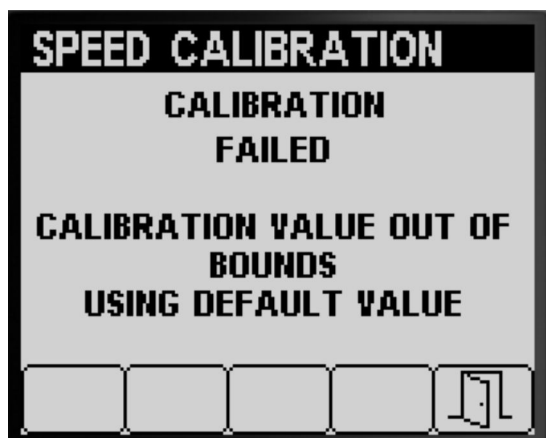 SPEED CALIBRATION
CALIBRATION
FAILED
CALIBRATION VALUE OUT OF
BOUNDS
USING DEFAULT VALUE